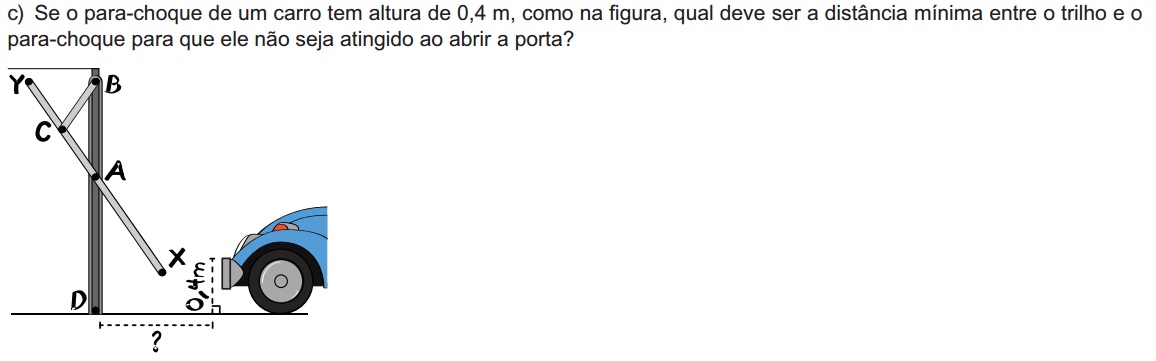 c) Se o para-choque de um carro tem altura de 0,4 m, como na figura, qual deve ser a distância mínima entre o trilho e o
para-choque para que ele não seja atingido ao abrir a porta?
Y
B
C
A
X
0,4 m
D
?